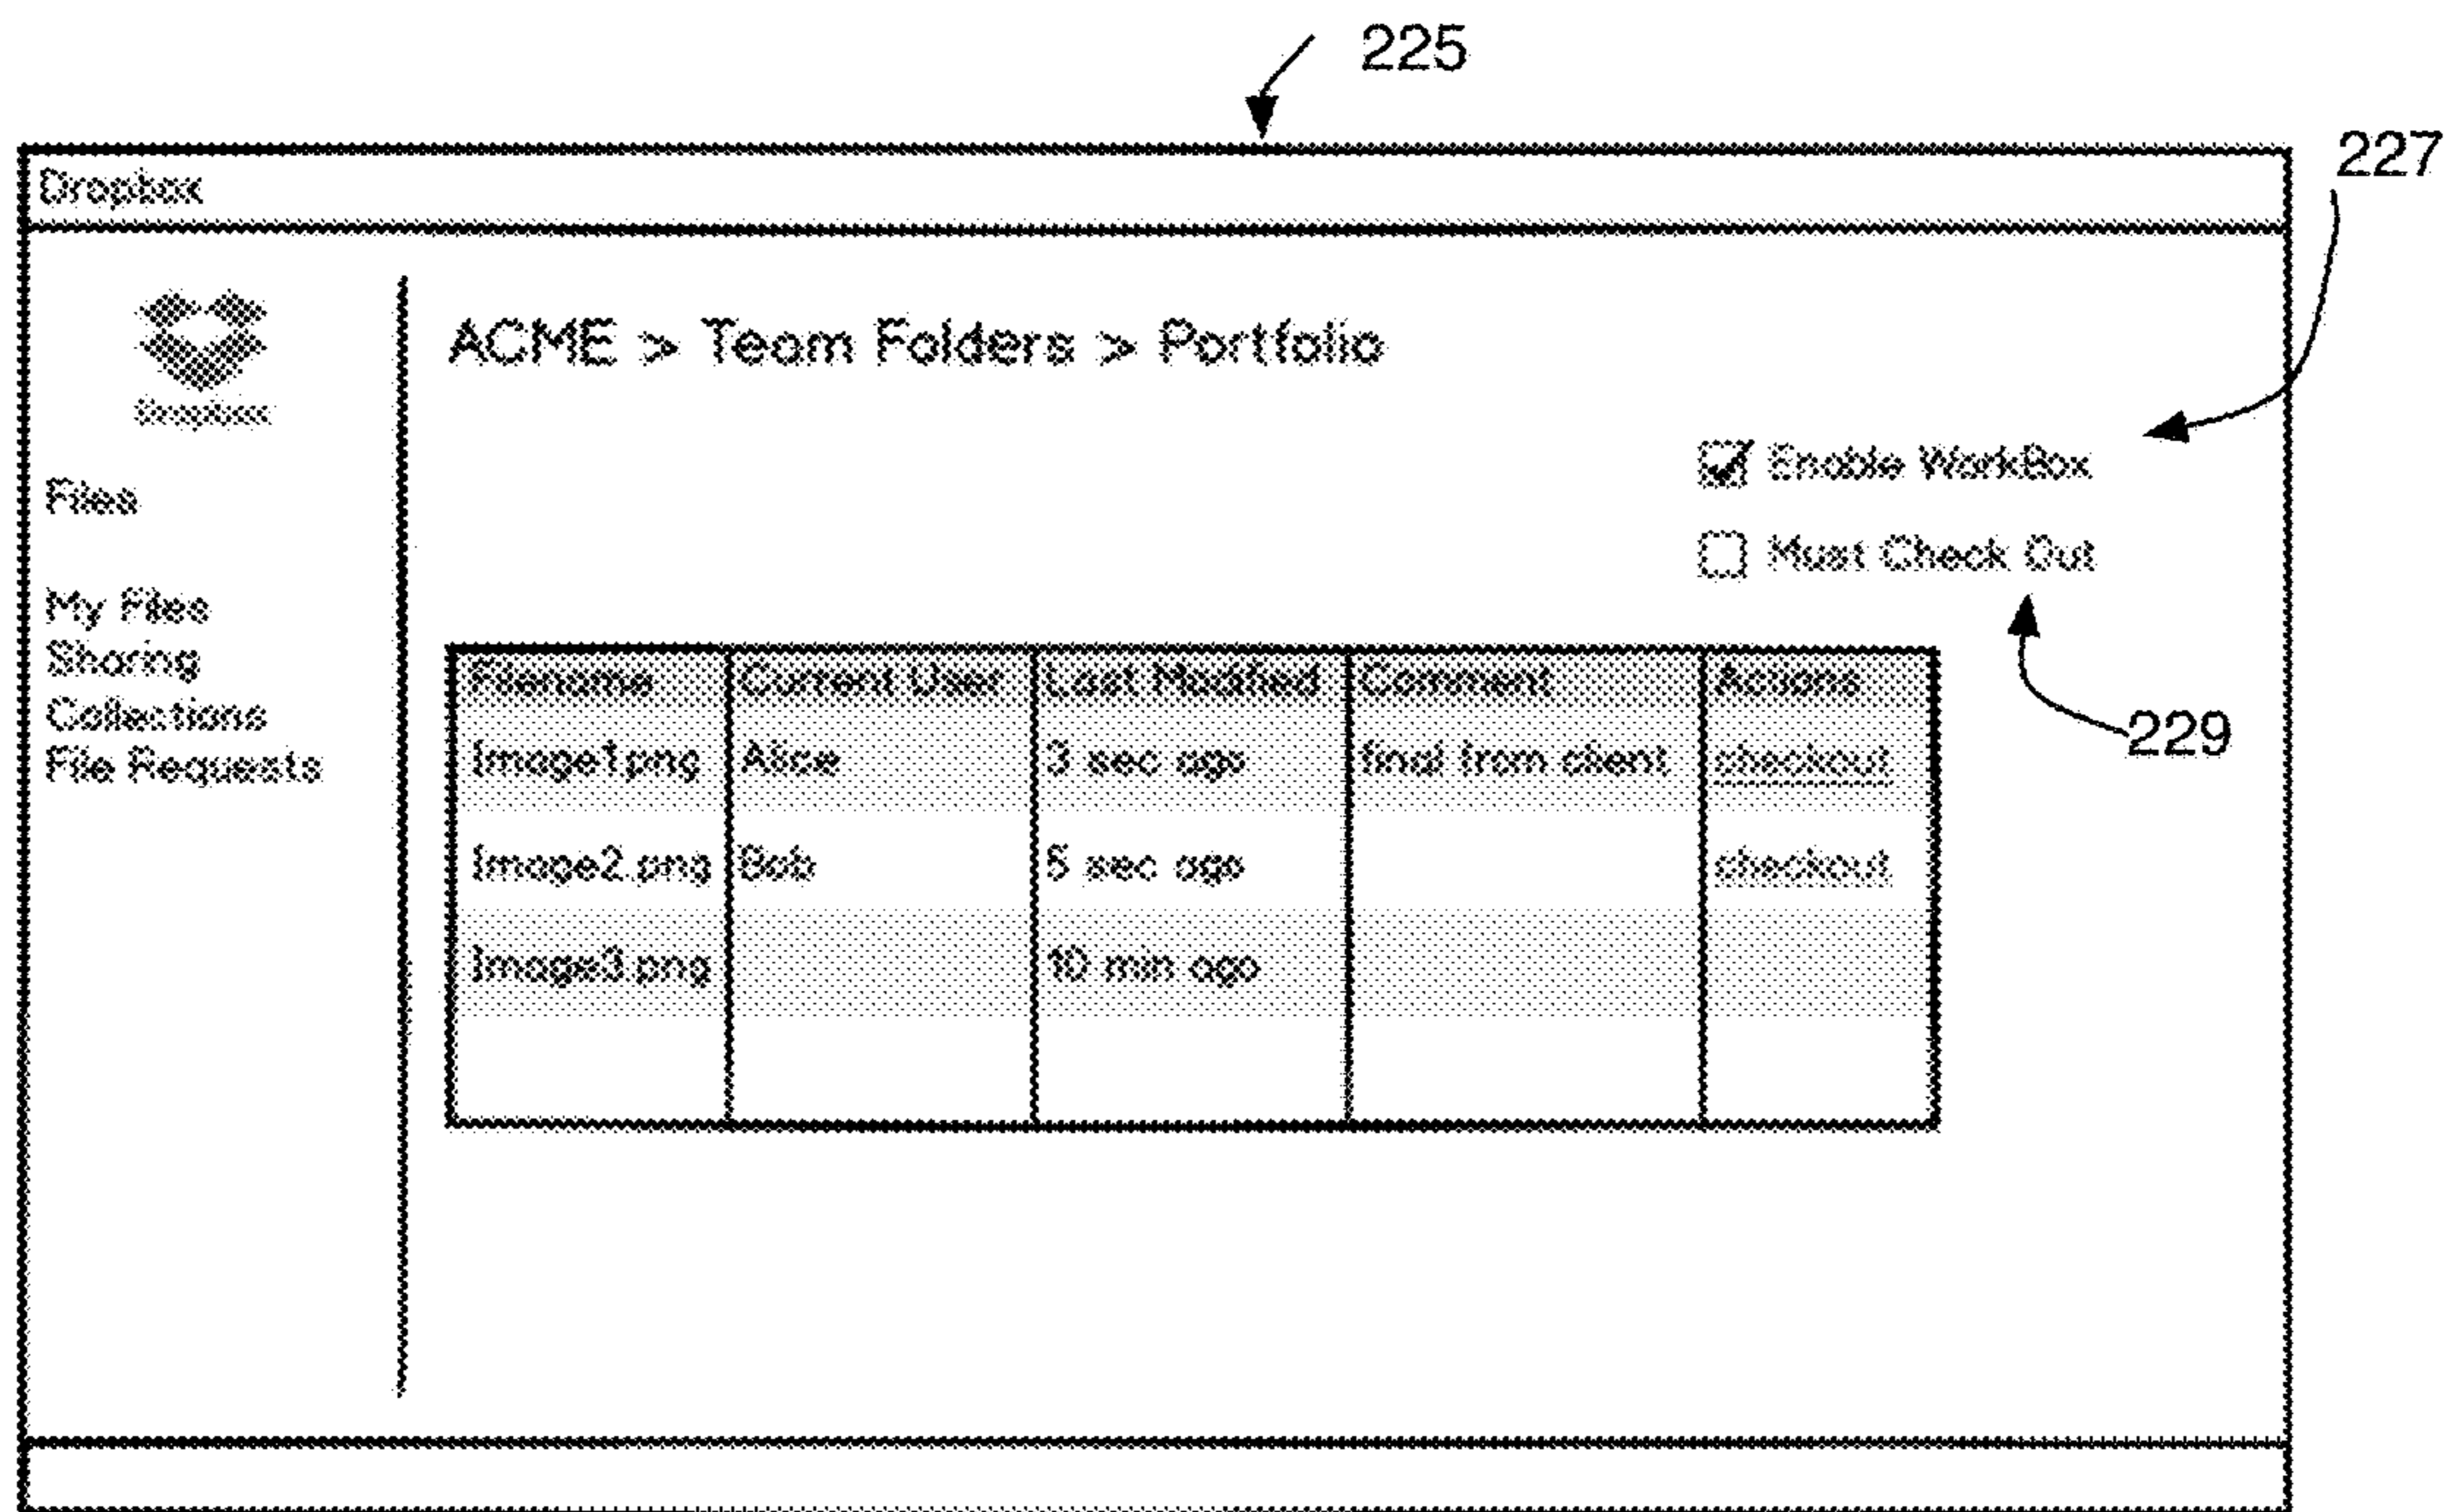 225
227
Dropbox
Dropbox
ACME > Team Folders > Portfolio
Enable WorkBox
Must Check Out
229
Files
My Files
Sharing
Collections
File Requests
Filename Current User Last Modified Comment Actions
Image1png Alice 3 sec ago final from client checkout
Image2.png Bob 5 sec ago checkout
Image3.png 10 min ago